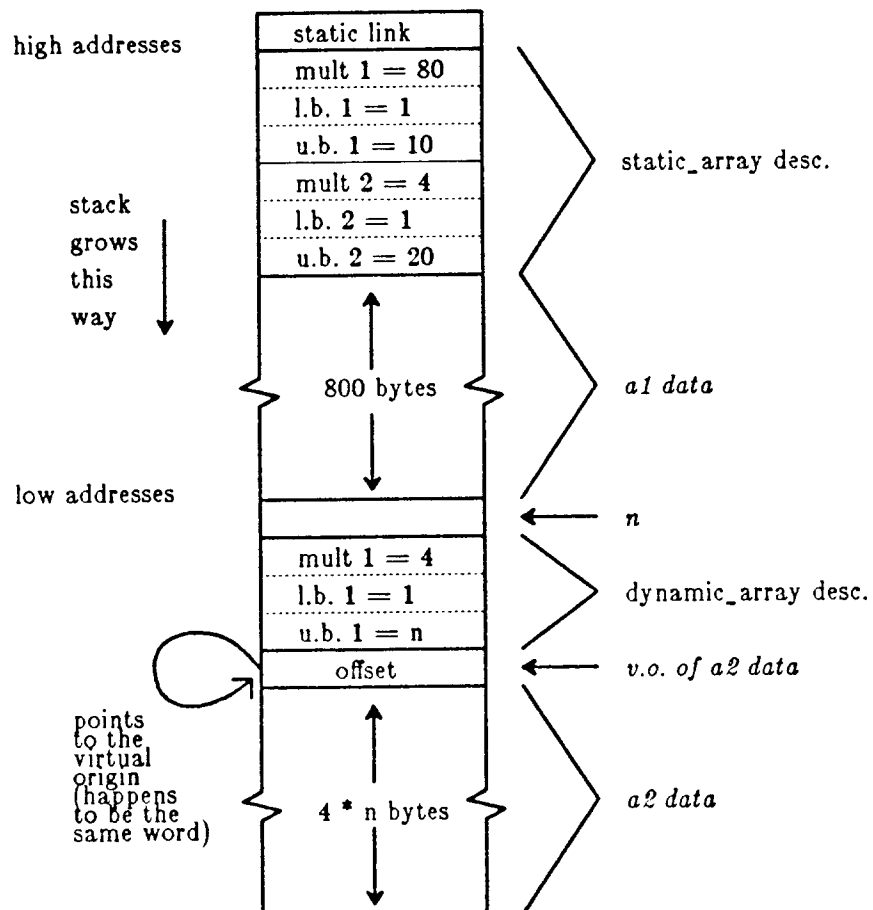 static link
high addresses
mult 1 = 80
l.b. 1 = 1
u.b. 1 = 10
mult 2 = 4
l.b. 2 = 1
u.b. 2 = 20
static_array desc.
stack
grows
this
way
800 bytes
a1 data
low addresses
n
mult 1 = 4
l.b. 1 = 1
u.b. 1 = n
dynamic_array desc.
offset
v.o. of a2 data
points
to the
virtual
origin
(happens
to be the
same word)
4 * n bytes
a2 data